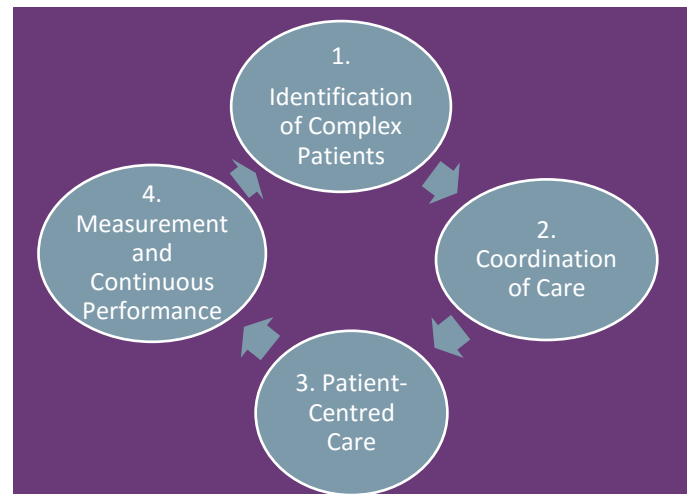 1.
Identification
of Complex
Patients
2.
Coordination
of Care
3. Patient-
Centred
Care
4.
Measurement
and
Continuous
Performance